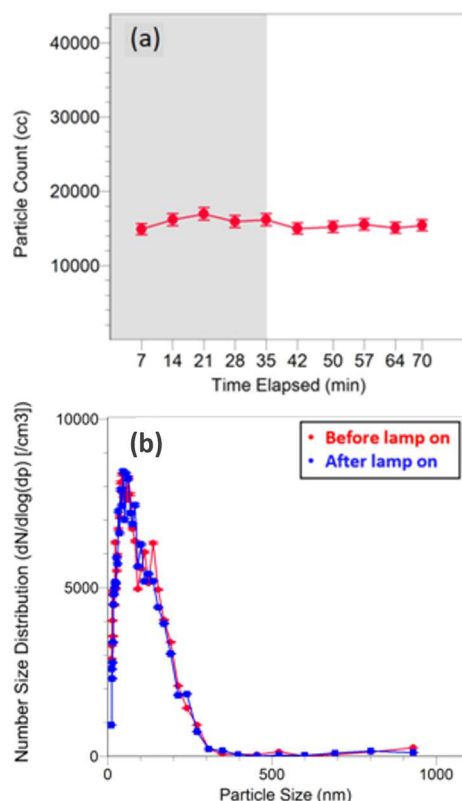 (a)
40000
30000
20000
10000
Particle Count (cc)
7 14 21 28 35 42 50 57 64 70
Time Elapsed (min)
(b)
Before lamp on
After lamp on
10000
5000
0
Number Size Distribution (dN/dlog(dp) [/cm3])
0 500 1000
Particle Size (nm)